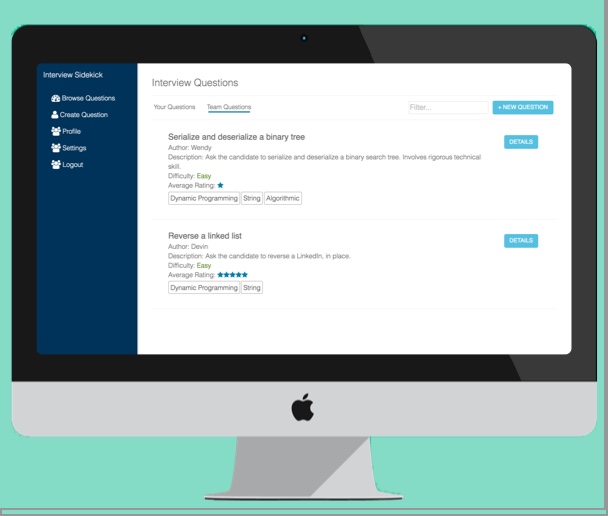 Interview Sidekick
Browse Questions
Create Question
Profile
Settings
Logout
Interview Questions
Your Questions Team Questions
Filter... + NEW QUESTION
Serialize and deserialize a binary tree
DETAILS
Author: Wendy
Description: Ask the candidate to serialize and deserialize a binary search tree. Involves rigorous technical
skill.
Difficulty: Easy
Average Rating:
Dynamic Programming String Algorithmic
Reverse a linked list
DETAILS
Author: Devin
Description: Ask the candidate to reverse a LinkedIn, in place.
Difficulty: Easy
Average Rating:
Dynamic Programming String